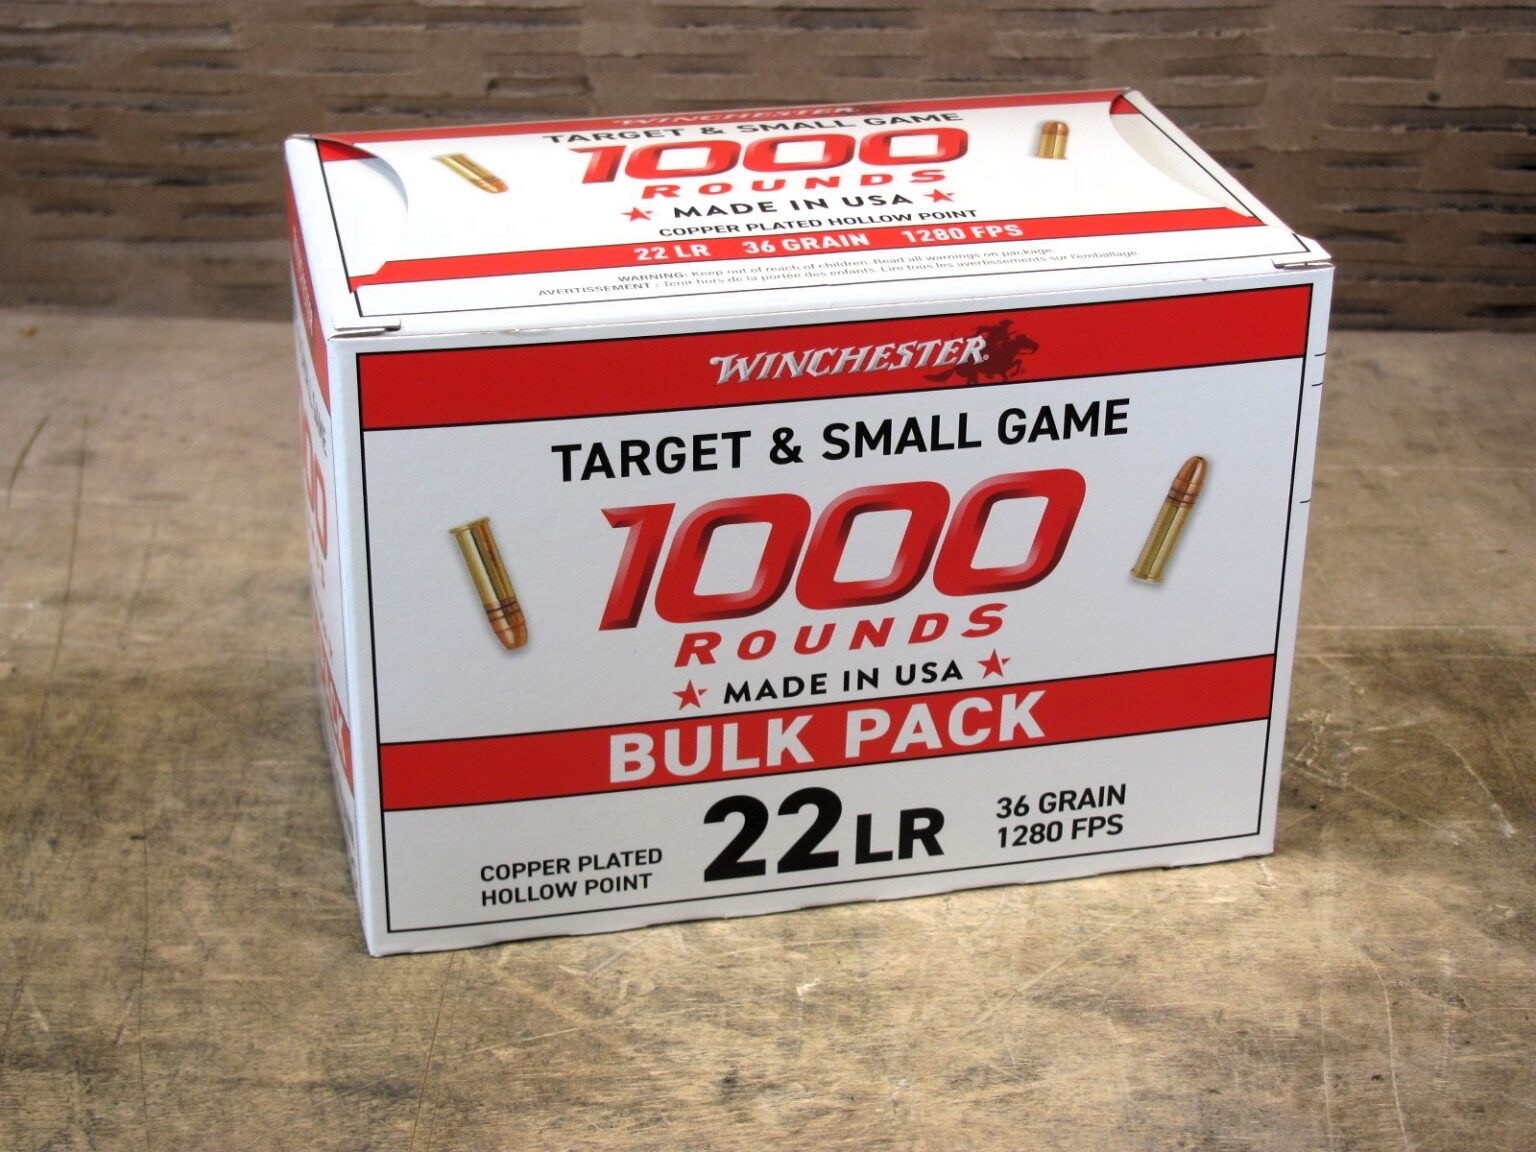 WINCHESTER
TARGET & SMALL GAME
1000
ROUNDS
MADE IN USA
COPPER PLATED HOLLOW POINT
22 LR 36 GRAIN 1280 FPS
WARNING: Keep out of reach of children. Read all warnings on package.
AVERTISSEMENT : Tenir hors de la portée des enfants. Lire tous les avertissements sur l'emballage.
WINCHESTER®
TARGET & SMALL GAME
1000
ROUNDS
MADE IN USA
BULK PACK
COPPER PLATED
HOLLOW POINT
22 LR
36 GRAIN
1280 FPS